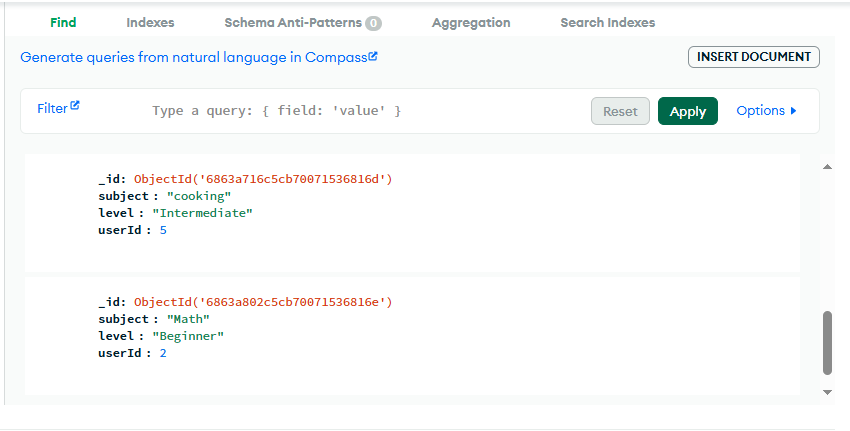 Find Indexes Schema Anti-Patterns 0 Aggregation Search Indexes
Generate queries from natural language in Compass INSERT DOCUMENT
Filter Type a query: { field: 'value' } Reset Apply Options
_id: ObjectId('6863a716c5cb70071536816d')
subject : "cooking"
level : "Intermediate"
userId : 5
_id: ObjectId('6863a802c5cb70071536816e')
subject : "Math"
level : "Beginner"
userId : 2